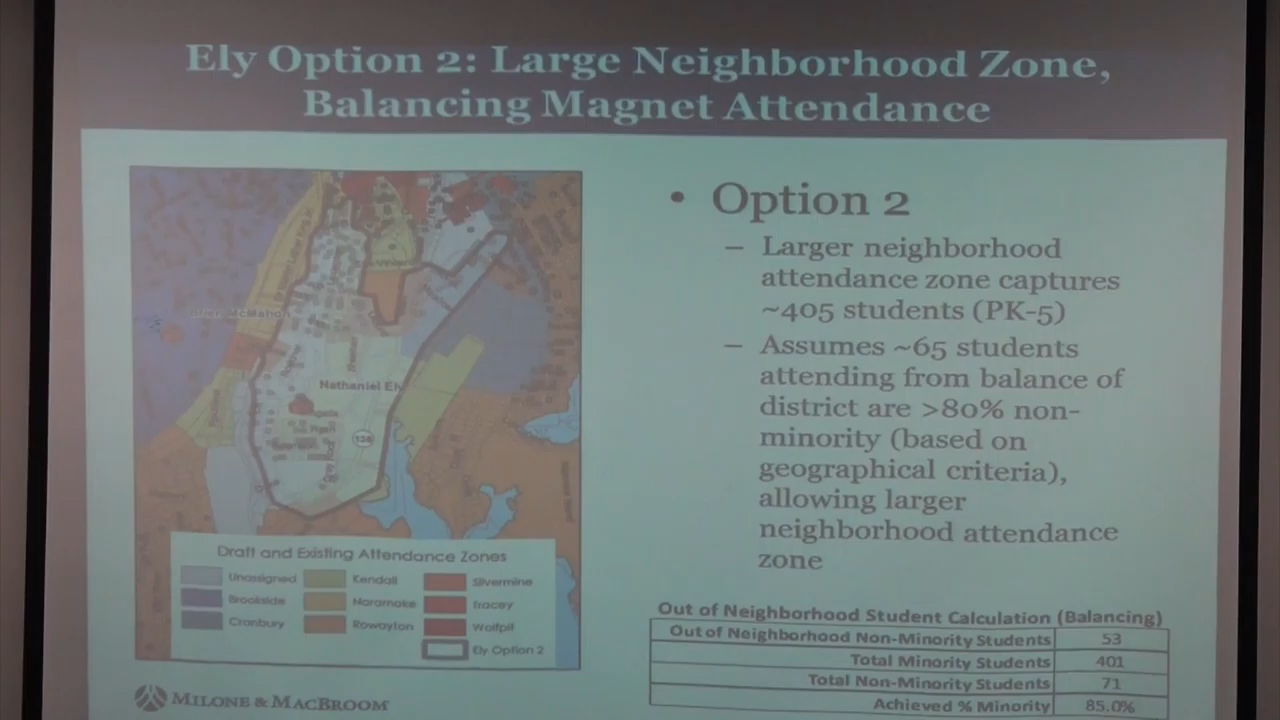 Ely Option 2: Large Neighborhood Zone,
Balancing Magnet Attendance
• Option 2
– Larger neighborhood
attendance zone captures
~405 students (PK-5)
– Assumes ~65 students
attending from balance of
district are >80% non-
minority (based on
geographical criteria),
allowing larger
neighborhood attendance
zone
Brien McMahon
Nathaniel Ely
136
Draft and Existing Attendance Zones
Unassigned Kendall Silvermine
Brookside Naramake Tracey
Cranbury Rowayton Wolfpit
Ely Option 2
Out of Neighborhood Student Calculation (Balancing)
Out of Neighborhood Non-Minority Students 53
Total Minority Students 401
Total Non-Minority Students 71
Achieved % Minority 85.0%
MILONE & MACBROOM